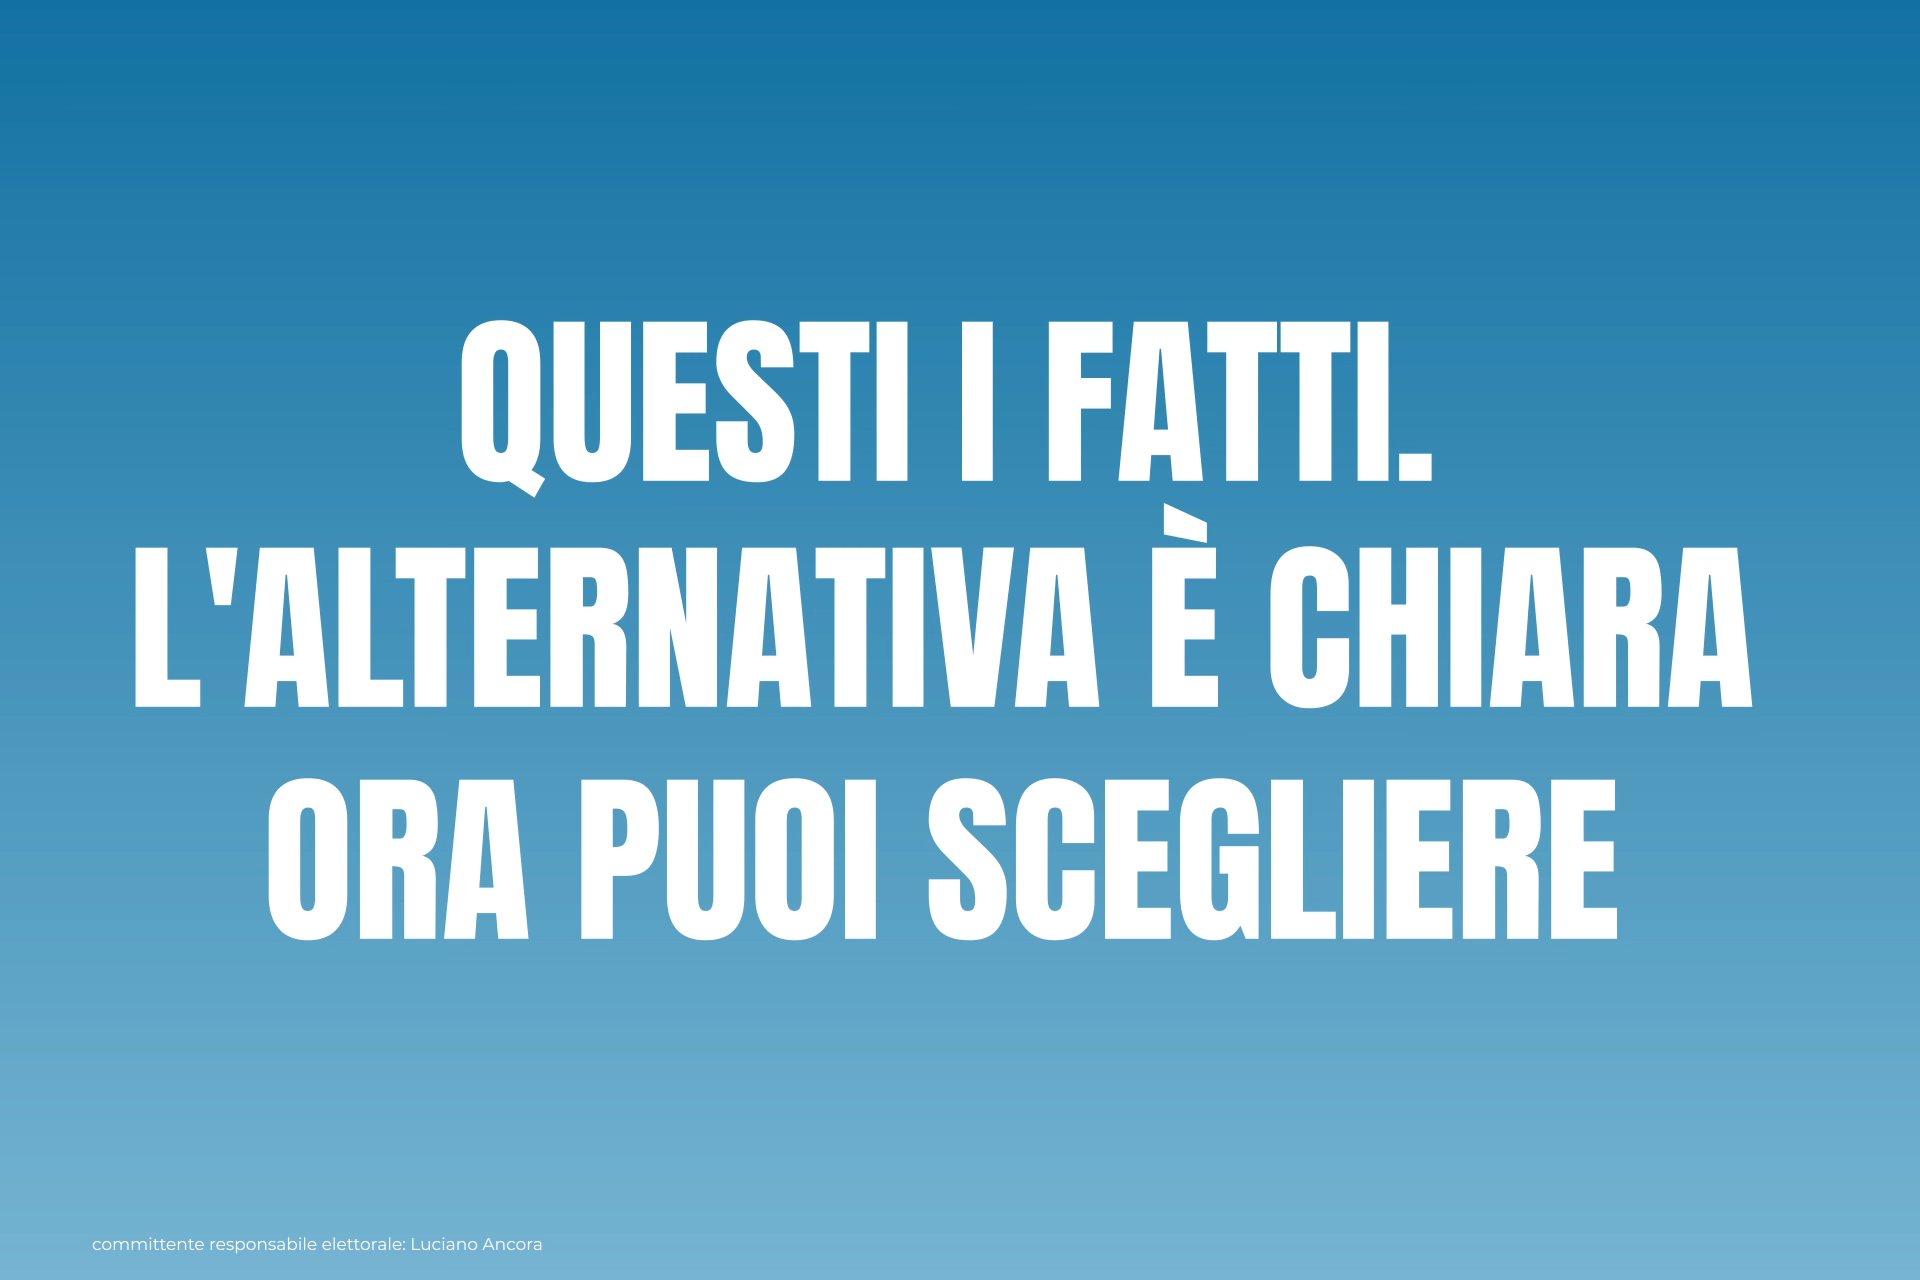 QUESTI I FATTI.
L'ALTERNATIVA È CHIARA
ORA PUOI SCEGLIERE
committente responsabile elettorale: Luciano Ancora